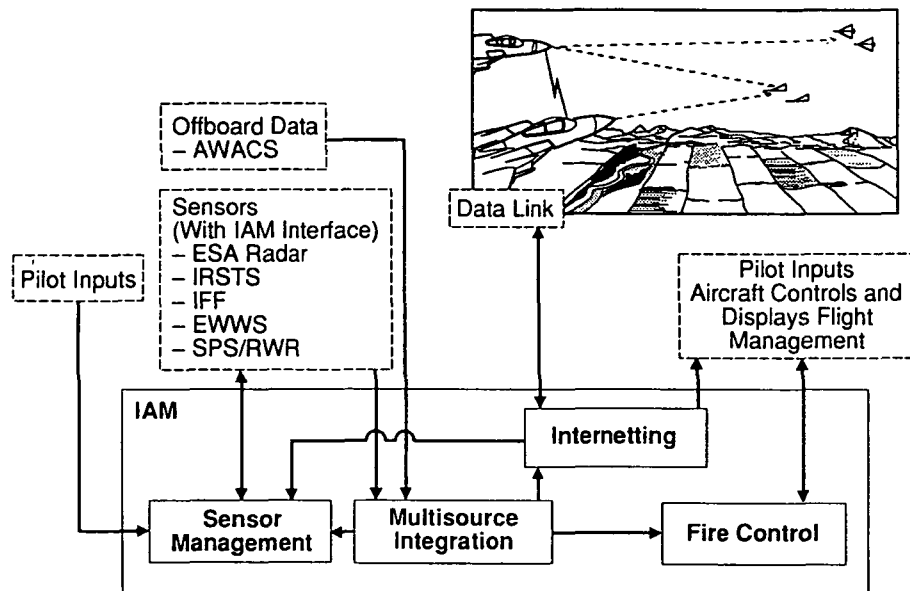 Offboard Data
– AWACS
Sensors
(With IAM Interface)
– ESA Radar
– IRSTS
– IFF
– EWWS
– SPS/RWR
Pilot Inputs
Data Link
Pilot Inputs
Aircraft Controls and
Displays Flight
Management
IAM
Internetting
Sensor
Management
Multisource
Integration
Fire Control